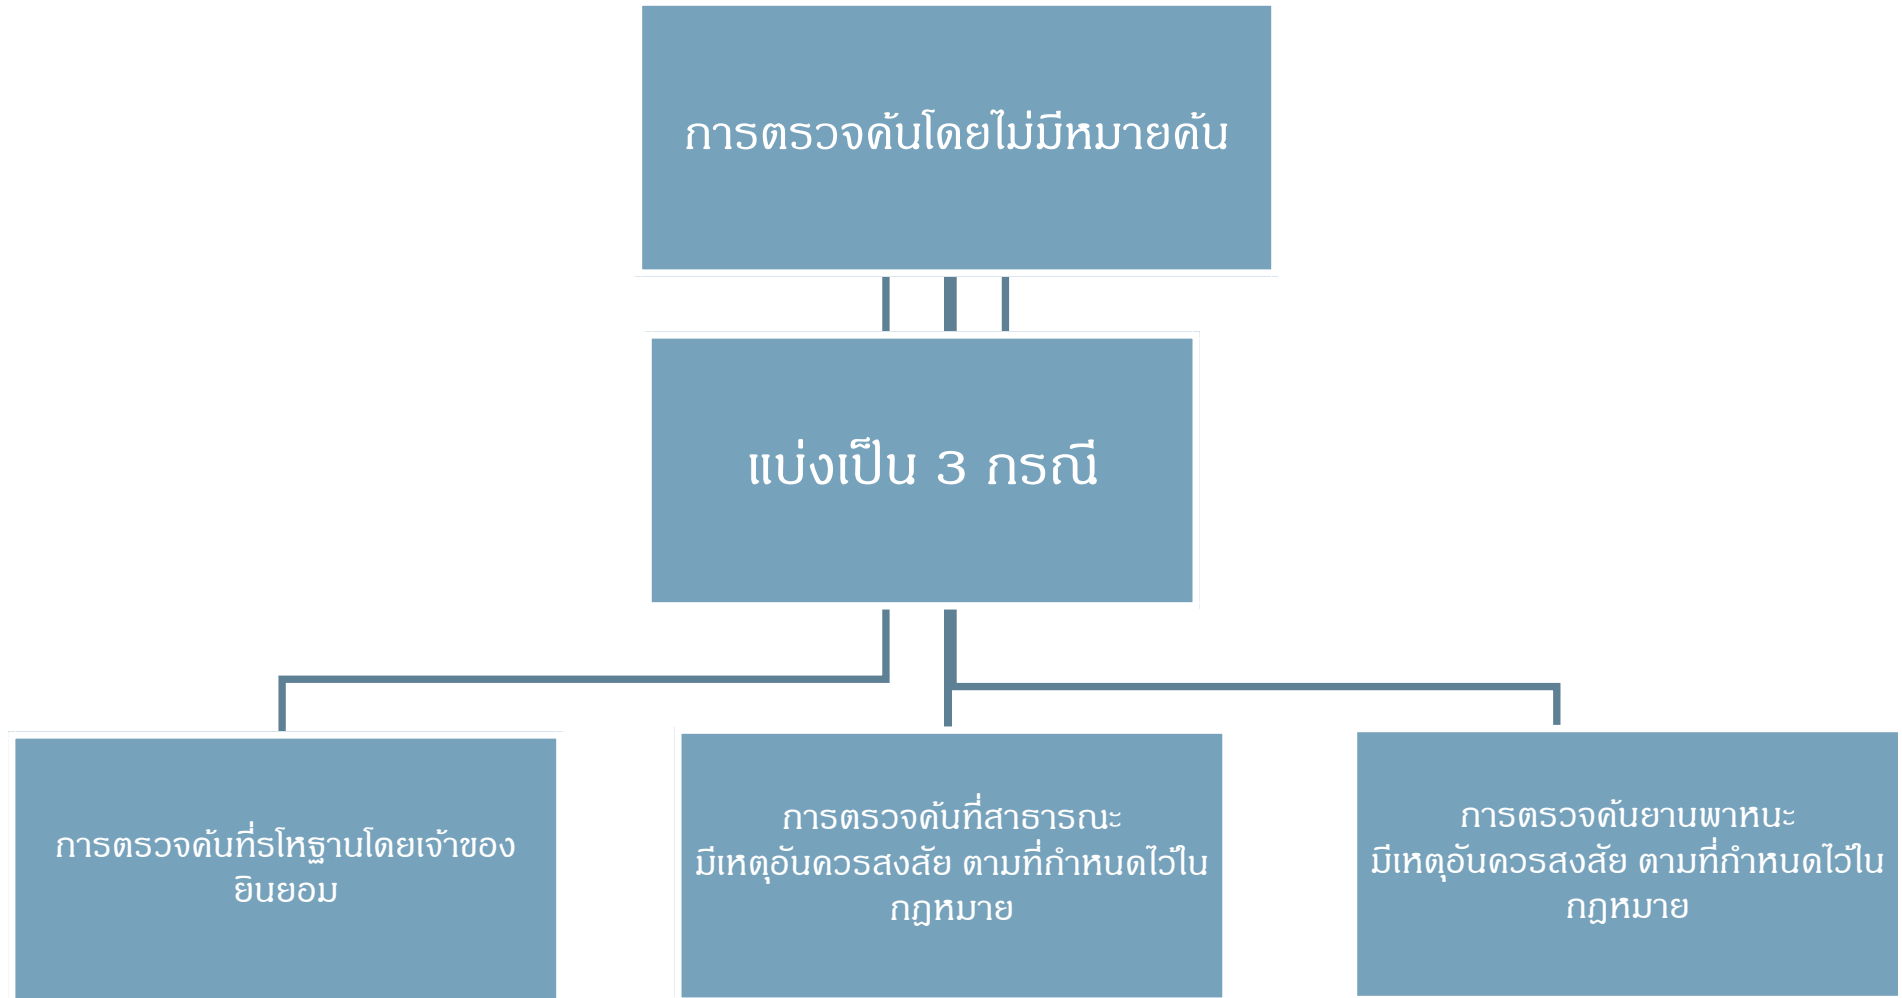 การตรวจค้นโดยไม่มีหมายค้น
แบ่งเป็น 3 กรณี
การตรวจค้นที่รโหฐานโดยเจ้าของ
ยินยอม
การตรวจค้นที่สาธารณะ
มีเหตุอันควรสงสัย ตามที่กำหนดไว้ใน
กฎหมาย
การตรวจค้นยานพาหนะ
มีเหตุอันควรสงสัย ตามที่กำหนดไว้ใน
กฎหมาย